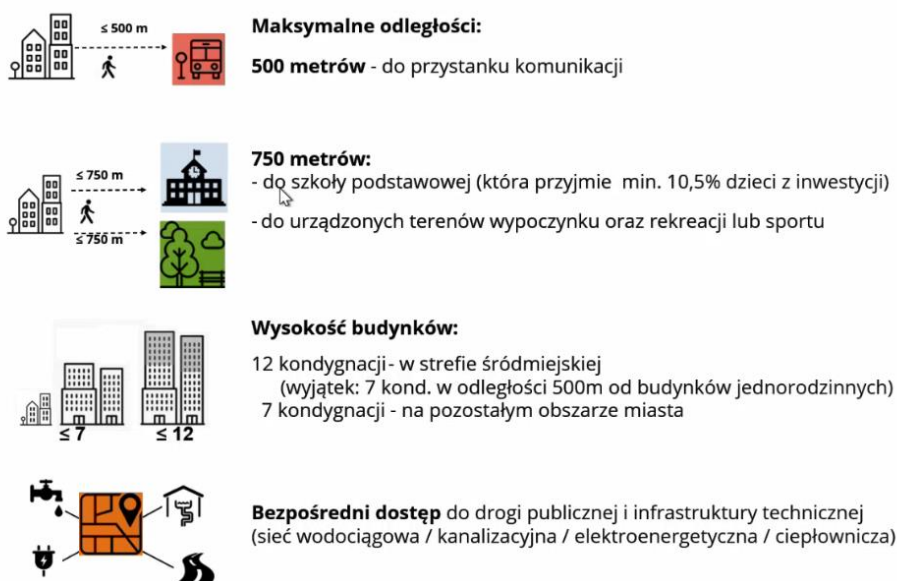 ≤ 500 m
Maksymalne odległości:
500 metrów - do przystanku komunikacji
≤ 750 m
≤ 750 m
750 metrów:
- do szkoły podstawowej (która przyjmie min. 10,5% dzieci z inwestycji)
- do urządzonych terenów wypoczynku oraz rekreacji lub sportu
≤ 7
≤ 12
Wysokość budynków:
12 kondygnacji- w strefie śródmiejskiej
(wyjątek: 7 kond. w odległości 500m od budynków jednorodzinnych)
7 kondygnacji - na pozostałym obszarze miasta
Bezpośredni dostęp do drogi publicznej i infrastruktury technicznej
(sieć wodociągowa / kanalizacyjna / elektroenergetyczna / ciepłownicza)